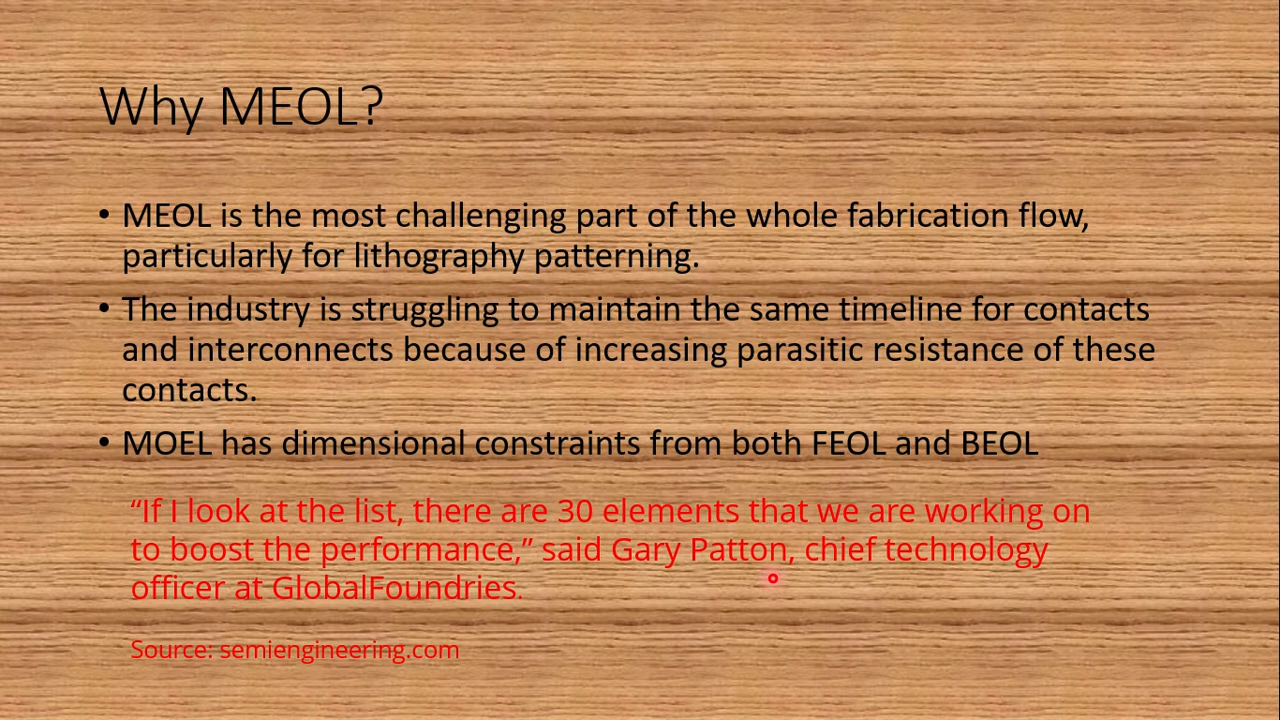 Why MEOL?
• MEOL is the most challenging part of the whole fabrication flow,
particularly for lithography patterning.
• The industry is struggling to maintain the same timeline for contacts
and interconnects because of increasing parasitic resistance of these
contacts.
• MOEL has dimensional constraints from both FEOL and BEOL
“If I look at the list, there are 30 elements that we are working on
to boost the performance,” said Gary Patton, chief technology
officer at GlobalFoundries.
Source: semiengineering.com